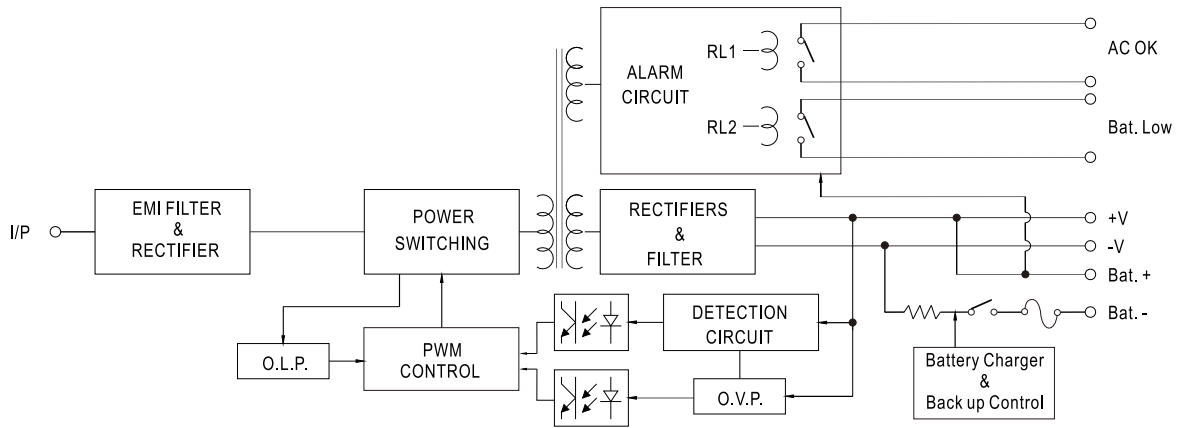 RL1
AC OK
ALARM
CIRCUIT
RL2
Bat. Low
I/P
EMI FILTER
&
RECTIFIER
POWER
SWITCHING
RECTIFIERS
&
FILTER
+V
-V
Bat. +
Bat. -
O.L.P.
PWM
CONTROL
DETECTION
CIRCUIT
O.V.P.
Battery Charger
&
Back up Control